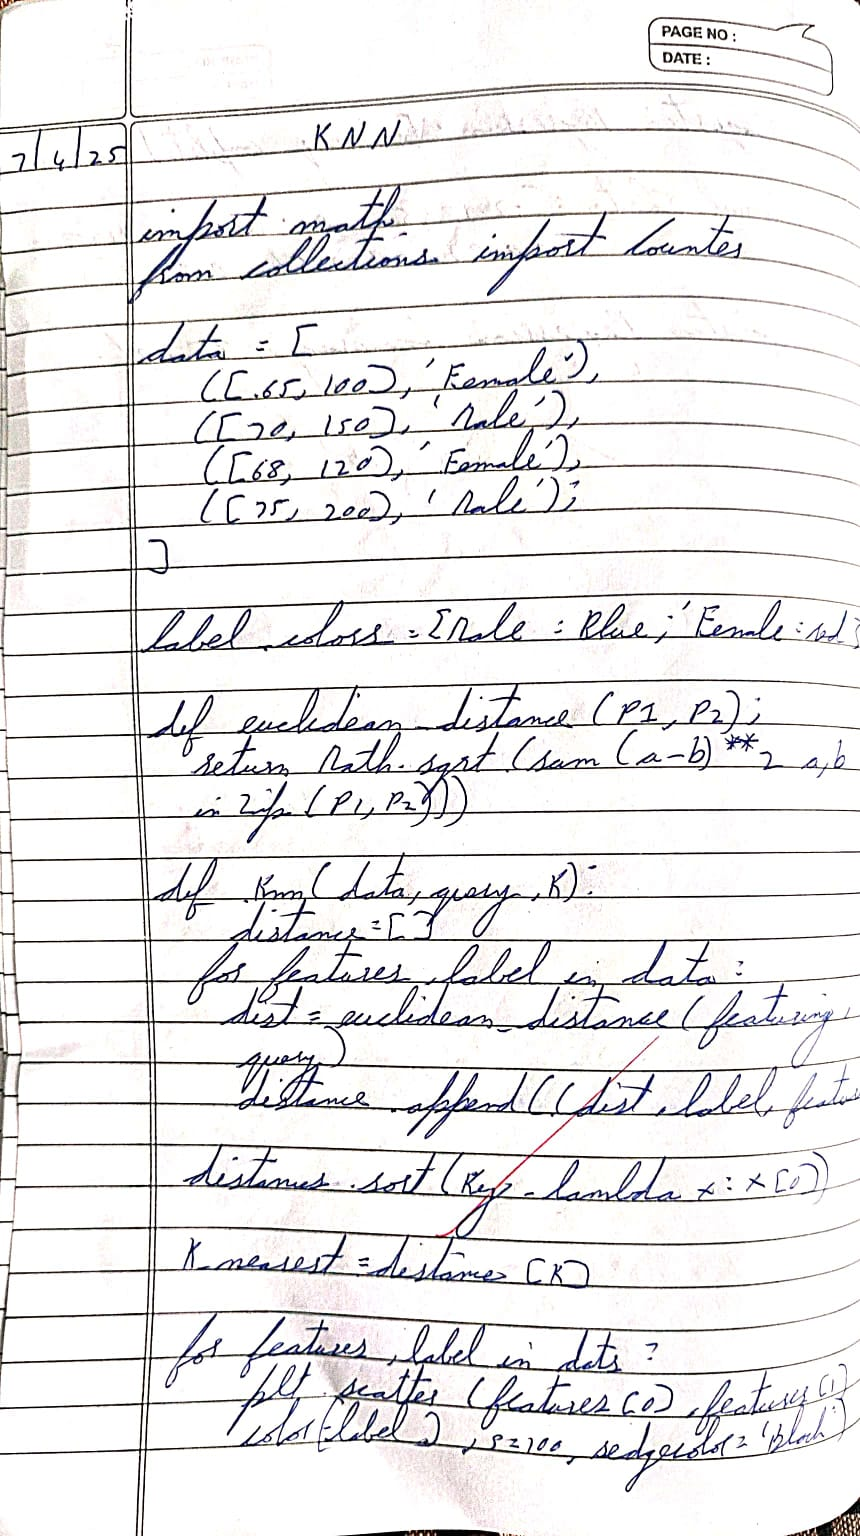 PAGE NO :
DATE :
7/4/25
KNN
import math
from collections import Counter
data = [
([65, 100], 'Female'),
([70, 150], 'Male'),
([68, 120], 'Female'),
([75, 200], 'Male');
]
label_colors = {Male : Blue ; 'Female : red }
def euclidean_distance (P1, P2);
return Math.sqrt (sum (a-b) ** 2 a,b
in zip (P1, P2))))
def Knn( data, query, K):
distance = []
for features, label in data :
dist = euclidean_distance ( featuring,
query)
distance.append((dist, label, featu
distances.sort(Key - lambda x : x [0])
K_nearest = distances [K]
for features, label in data ?
plt scatter (features [0], features [1]
color [label], s=100, sedgecolor = 'Black')